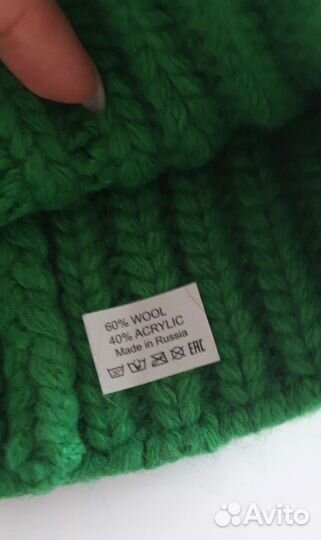 60% WOOL
40% ACRYLIC
Made in Russia
EAC
Avito